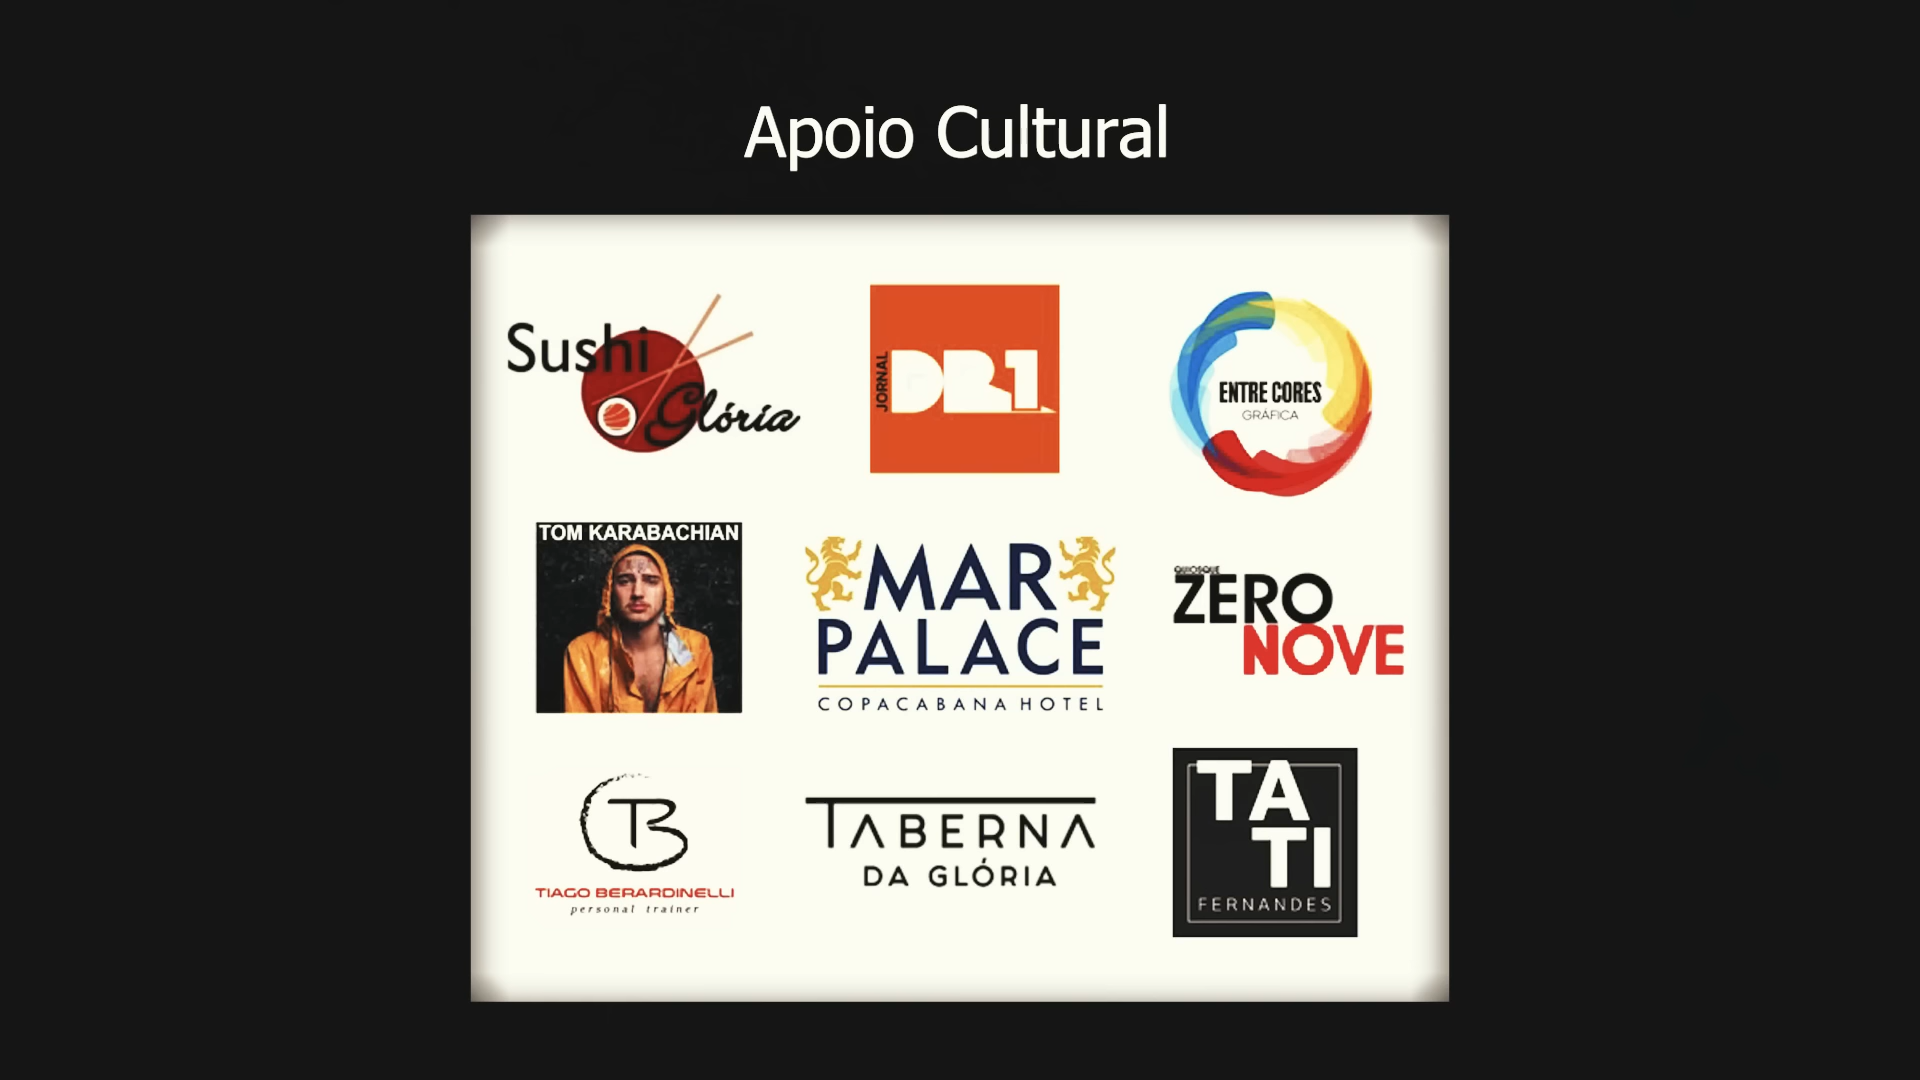 Apoio Cultural
Sushi
Glória
JORNAL
DR1
ENTRE CORES
GRÁFICA
TOM KARABACHIAN
MAR
PALACE
COPACABANA HOTEL
QUIOSQUE
ZERO
NOVE
TB
TIAGO BERARDINELLI
personal trainer
TABERNA
DA GLÓRIA
TA
TI
FERNANDES